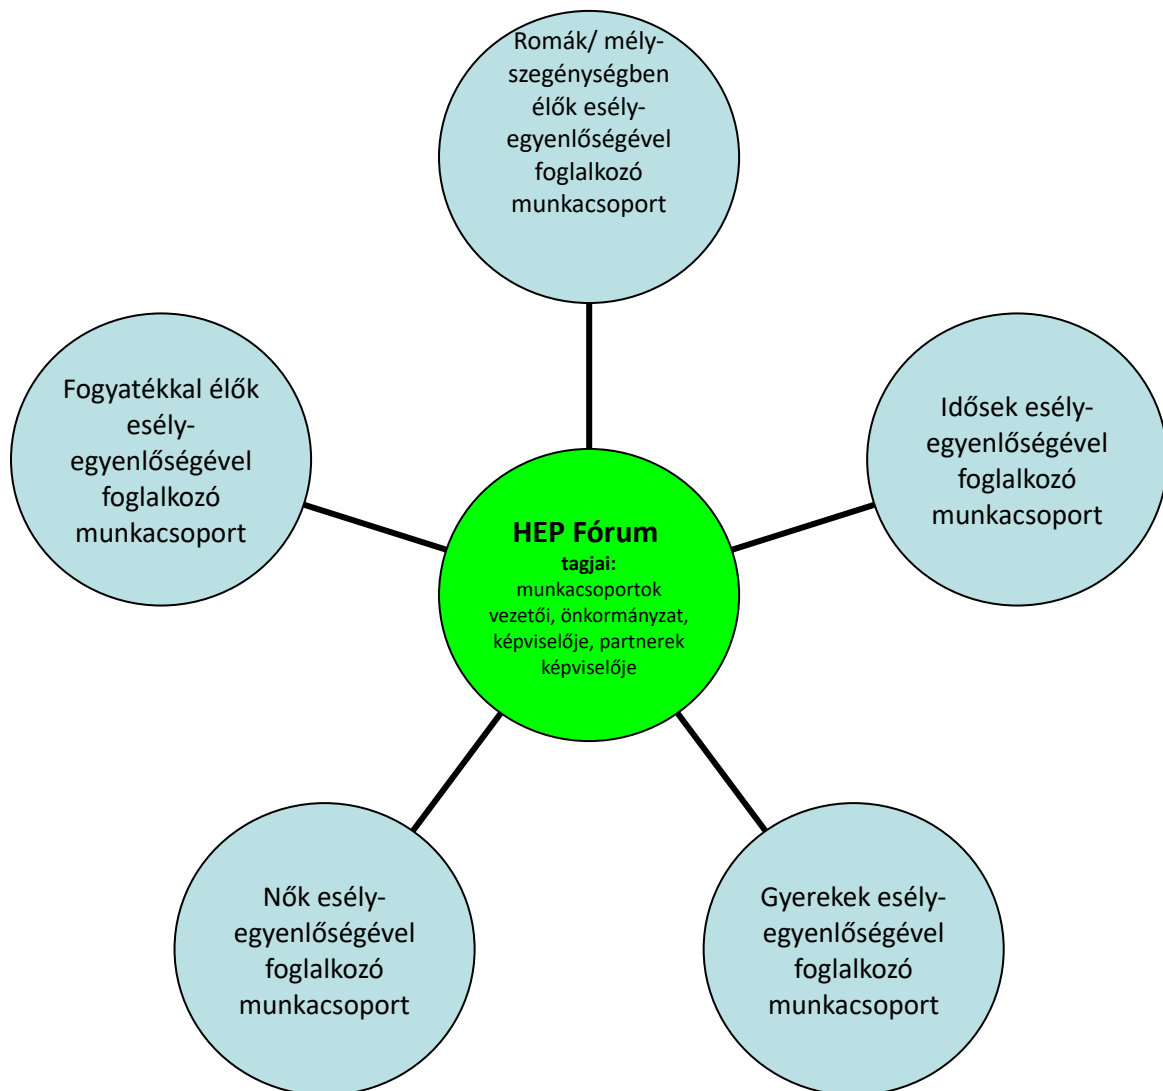 Romák/ mély-
szegénységben
élők esély-
egyenlőségével
foglalkozó
munkacsoport
Fogyatékkal élők
esély-
egyenlőségével
foglalkozó
munkacsoport
Idősek esély-
egyenlőségével
foglalkozó
munkacsoport
HEP Fórum
tagjai:
munkacsoportok
vezetői, önkormányzat,
képviselője, partnerek
képviselője
Nők esély-
egyenlőségével
foglalkozó
munkacsoport
Gyerekek esély-
egyenlőségével
foglalkozó
munkacsoport